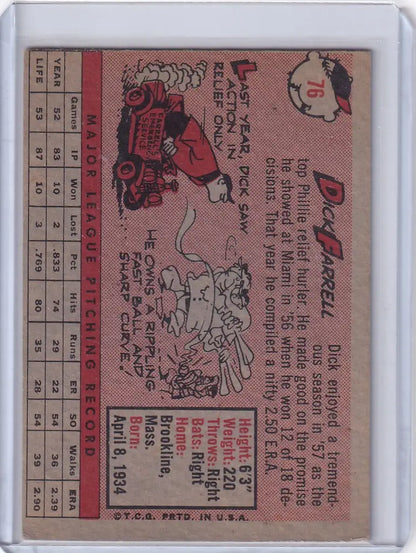 76
DICK FARRELL
Dick enjoyed a tremend-
ous season in '57 as the
top Phillie relief hurler. He made good on the promise
he showed at Miami in '56 when he won 12 of 18 de-
cisions. That year he compiled a nifty 2.50 E.R.A.
LAST YEAR, DICK SAW
ACTION IN
RELIEF ONLY
FARRELL'S
EMERGENCY
SERVICE
HE OWNS A RIPPLING
FAST BALL AND
SHARP CURVE!
Height: 6'3"
Weight: 220
Throws: Right
Bats: Right
Home:
Brookline,
Mass.
Born:
April 8, 1934
MAJOR LEAGUE PITCHING RECORD
Games IP Won Lost Pct Hits Runs ER SO Walks ERA
YEAR 52 83 10 2 .833 74 29 22 54 36 2.39
LIFE 53 87 10 3 .769 80 35 28 54 39 2.90
© T.C.G. PRTD. IN U.S.A.